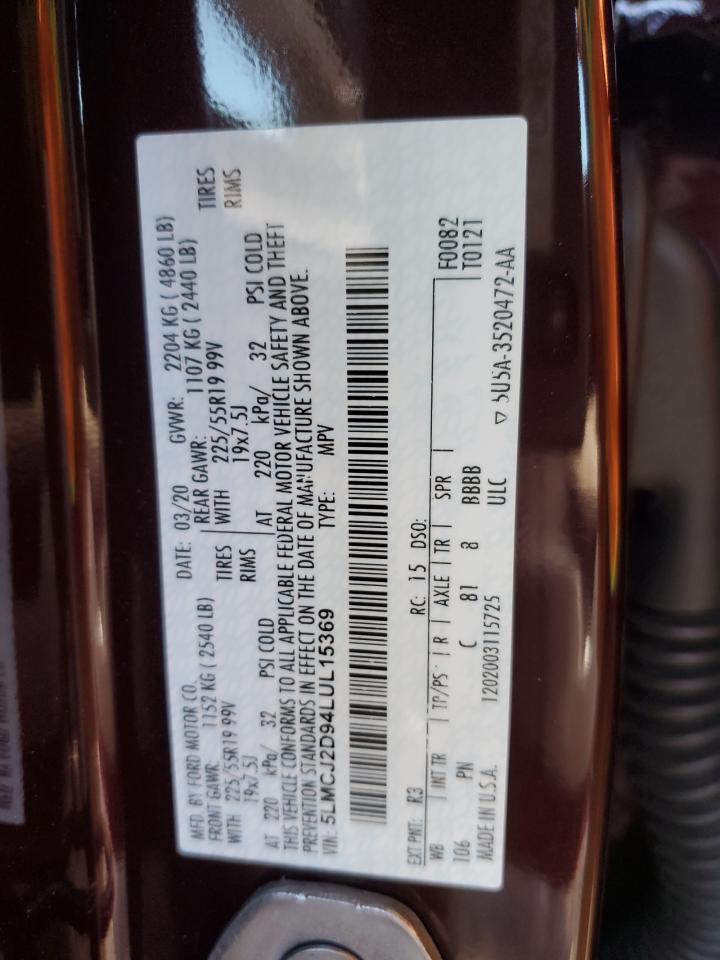 MFD. BY FORD MOTOR CO. DATE: 03/20 GVWR: 2204 KG ( 4860 LB)
FRONT GAWR: 1152 KG ( 2540 LB) REAR GAWR: 1107 KG ( 2440 LB)
WITH 225/55R19 99V TIRES WITH 225/55R19 99V TIRES
19x7.5J RIMS 19x7.5J RIMS
AT 220 kPa/ 32 PSI COLD AT 220 kPa/ 32 PSI COLD
THIS VEHICLE CONFORMS TO ALL APPLICABLE FEDERAL MOTOR VEHICLE SAFETY AND THEFT
PREVENTION STANDARDS IN EFFECT ON THE DATE OF MANUFACTURE SHOWN ABOVE.
VIN: 5LMCJ2D94LUL15369 TYPE: MPV
EXT PNT: R3 RC: 15 DSO: F0082
WB INT TR TP/PS R AXLE TR SPR T0121
106 PN C 81 8 BBBB
MADE IN U.S.A. 1202003115725 ULC
▽ 5U5A-3520472-AA